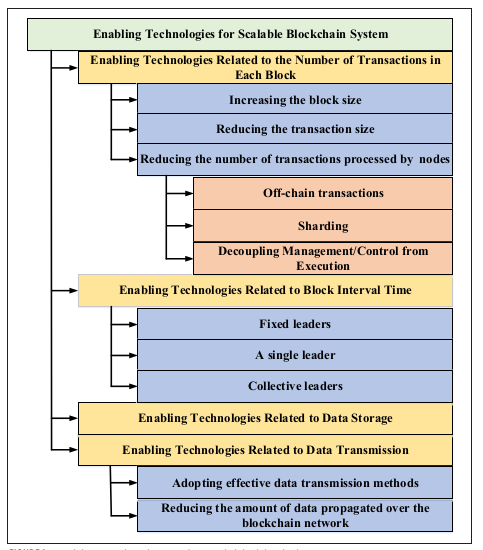 Enabling Technologies for Scalable Blockchain System
Enabling Technologies Related to the Number of Transactions in
Each Block
Increasing the block size
Reducing the transaction size
Reducing the number of transactions processed by nodes
Off-chain transactions
Sharding
Decoupling Management/Control from
Execution
Enabling Technologies Related to Block Interval Time
Fixed leaders
A single leader
Collective leaders
Enabling Technologies Related to Data Storage
Enabling Technologies Related to Data Transmission
Adopting effective data transmission methods
Reducing the amount of data propagated over the
blockchain network